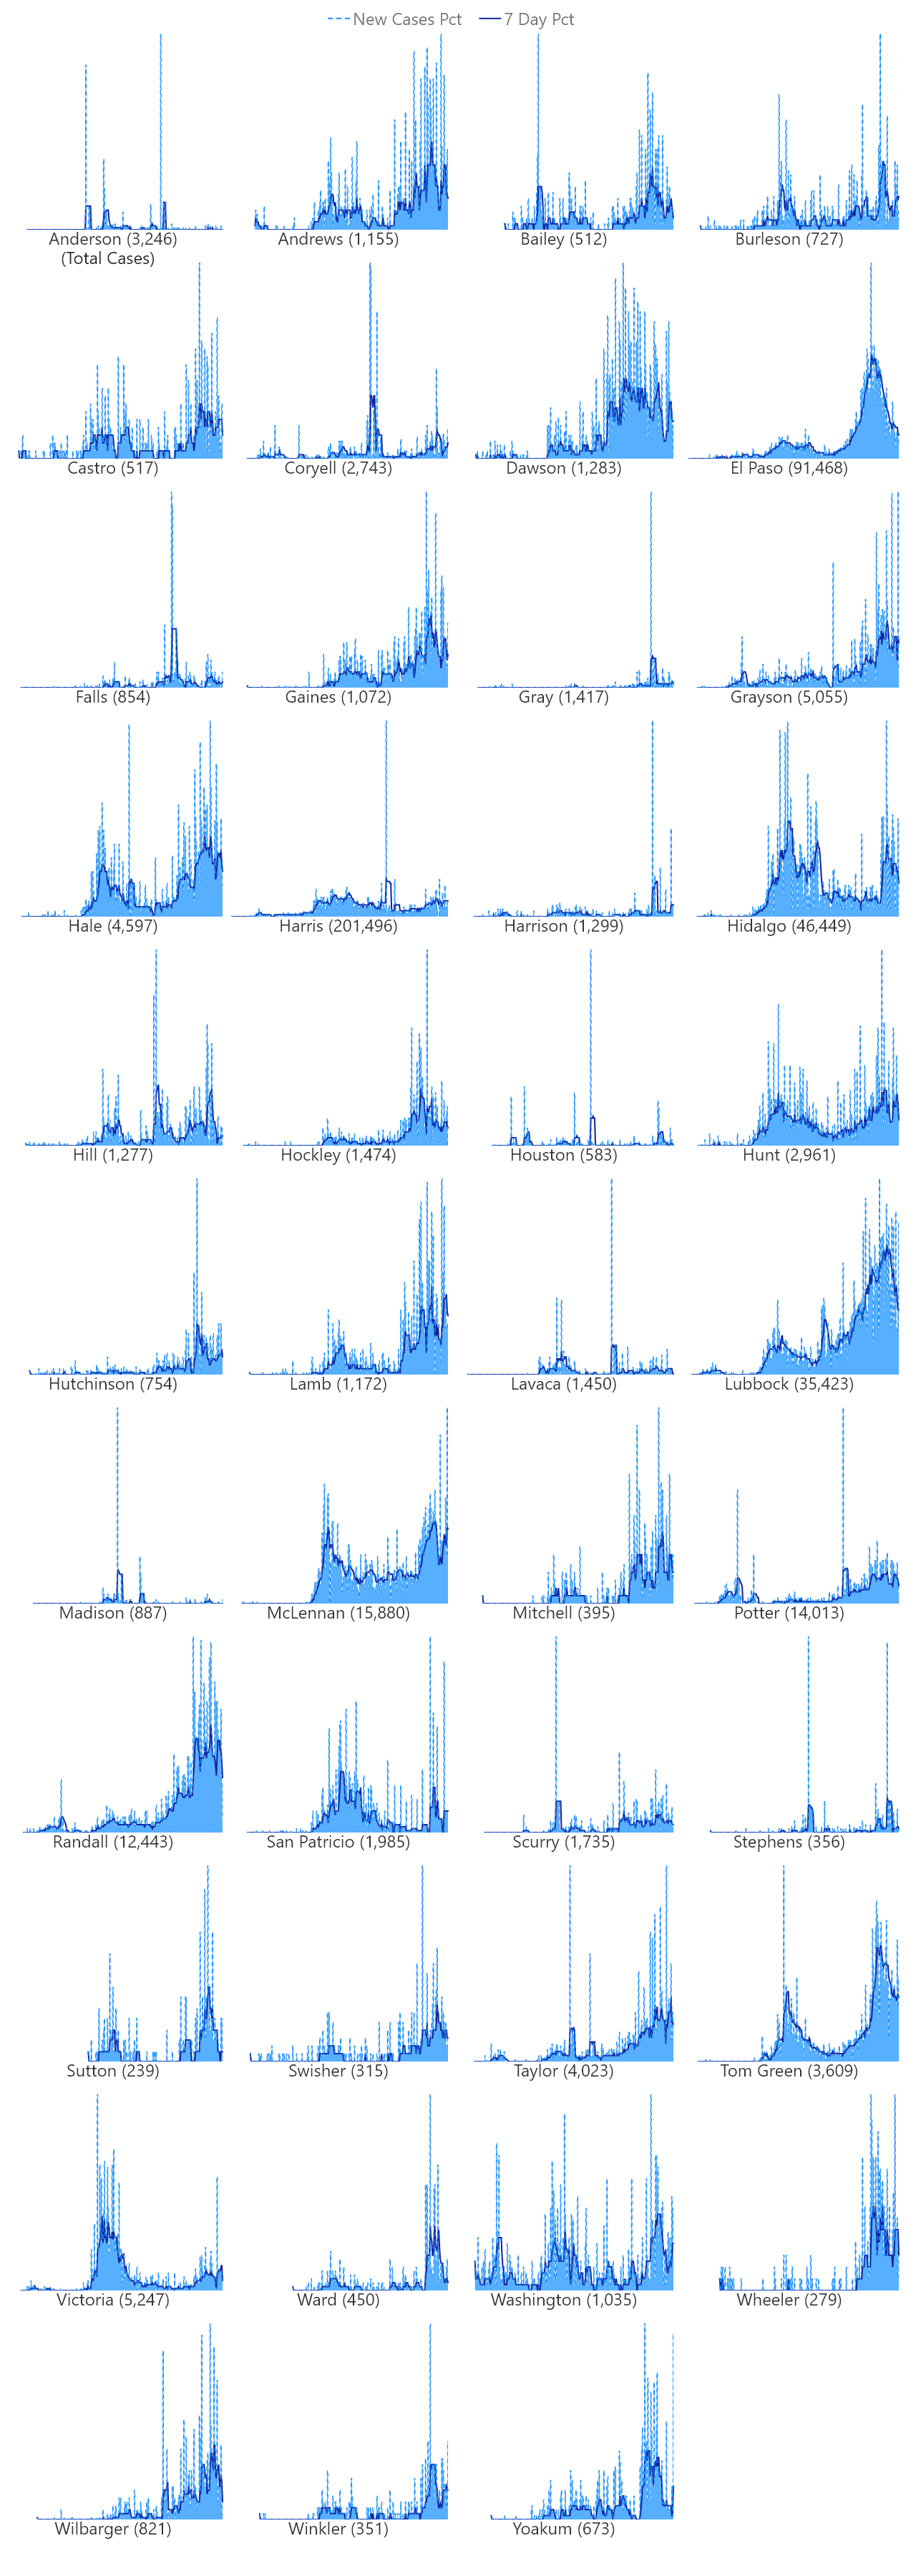 New Cases Pct 7 Day Pct
Anderson (3,246) Andrews (1,155) Bailey (512) Burleson (727)
(Total Cases)
Castro (517) Coryell (2,743) Dawson (1,283) El Paso (91,468)
Falls (854) Gaines (1,072) Gray (1,417) Grayson (5,055)
Hale (4,597) Harris (201,496) Harrison (1,299) Hidalgo (46,449)
Hill (1,277) Hockley (1,474) Houston (583) Hunt (2,961)
Hutchinson (754) Lamb (1,172) Lavaca (1,450) Lubbock (35,423)
Madison (887) McLennan (15,880) Mitchell (395) Potter (14,013)
Randall (12,443) San Patricio (1,985) Scurry (1,735) Stephens (356)
Sutton (239) Swisher (315) Taylor (4,023) Tom Green (3,609)
Victoria (5,247) Ward (450) Washington (1,035) Wheeler (279)
Wilbarger (821) Winkler (351) Yoakum (673)